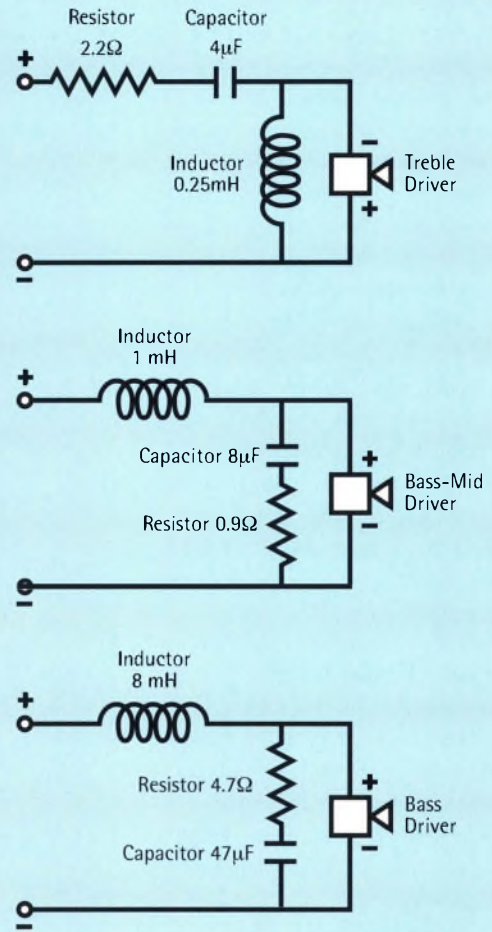 Resistor
2.2Ω
Capacitor
4μF
+
Inductor
0.25mH
−
+
Treble
Driver
−
Inductor
1 mH
+
Capacitor 8μF
Resistor 0.9Ω
+
−
Bass-Mid
Driver
−
Inductor
8 mH
+
Resistor 4.7Ω
Capacitor 47μF
+
−
Bass
Driver
−